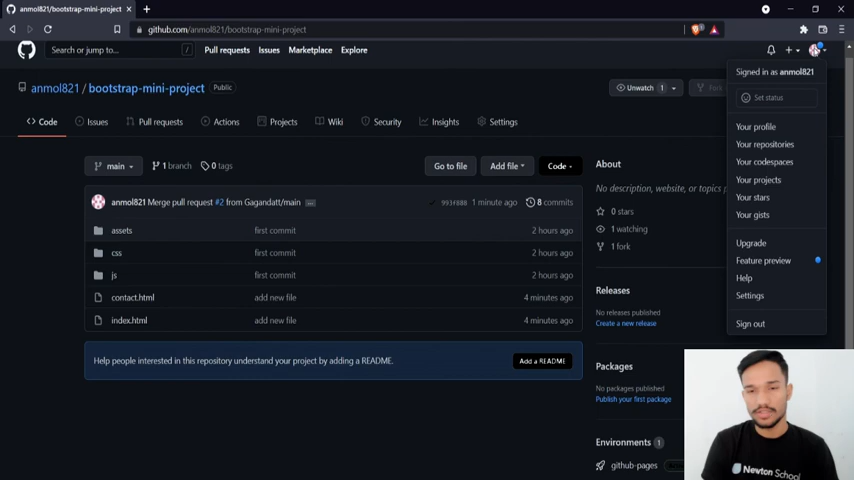 anmol821/bootstrap-mini-project
github.com/anmol821/bootstrap-mini-project
Search or jump to...
/
Pull requests
Issues
Marketplace
Explore
anmol821 / bootstrap-mini-project
Public
Unwatch 1
Fork
Code
Issues
Pull requests
Actions
Projects
Wiki
Security
Insights
Settings
Signed in as anmol821
Set status
Your profile
Your repositories
Your codespaces
Your projects
Your stars
Your gists
Upgrade
Feature preview
Help
Settings
Sign out
main
1 branch
0 tags
Go to file
Add file
Code
anmol821 Merge pull request #2 from Gagandatt/main ...
993f888 1 minute ago
8 commits
assets first commit 2 hours ago
css first commit 2 hours ago
js first commit 2 hours ago
contact.html add new file 4 minutes ago
index.html add new file 4 minutes ago
Help people interested in this repository understand your project by adding a README.
Add a README
About
No description, website, or topics
0 stars
1 watching
1 fork
Releases
No releases published
Create a new release
Packages
No packages published
Publish your first package
Environments 1
github-pages
Newton School